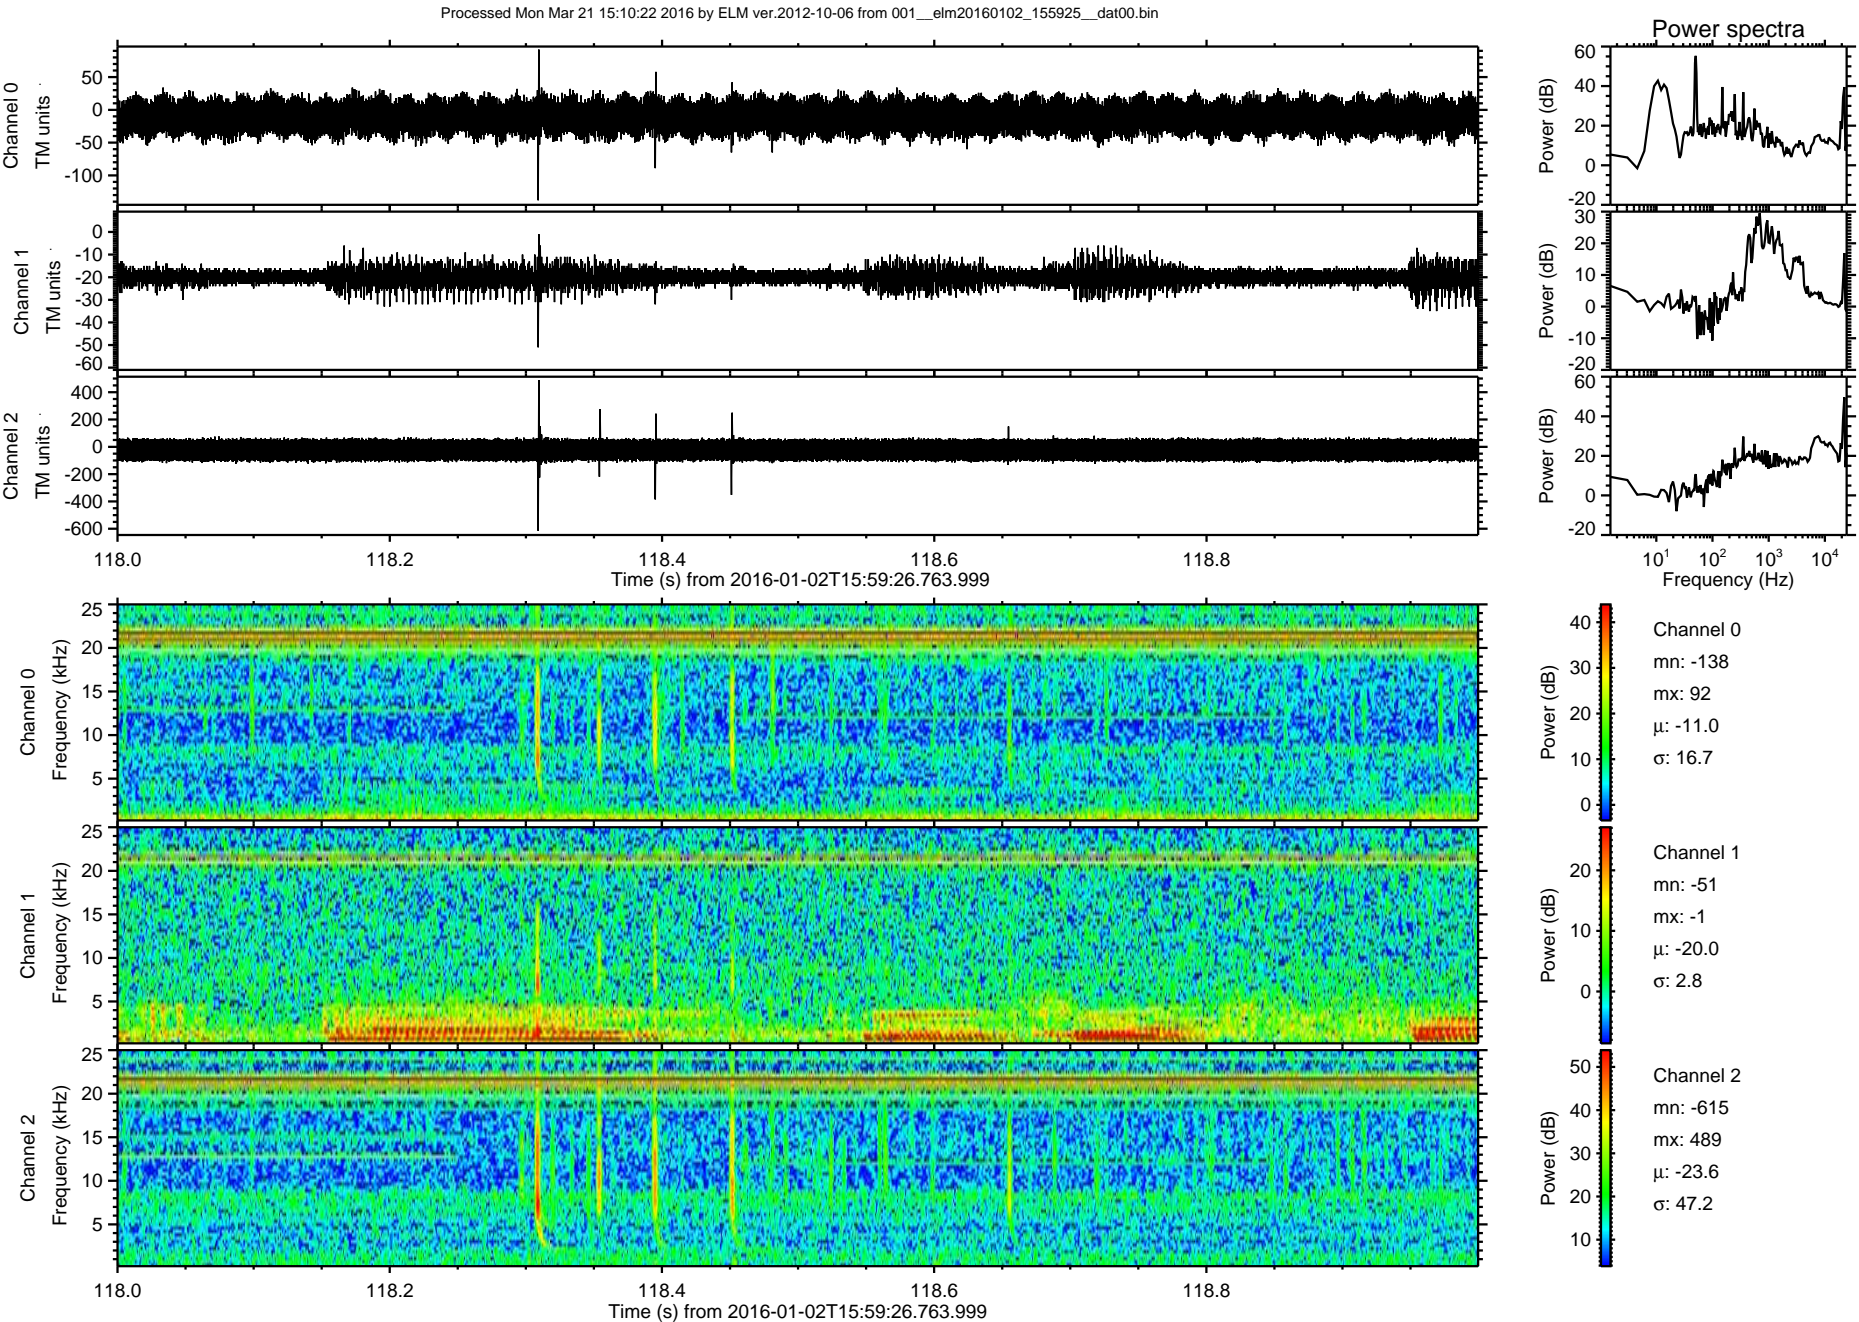 Processed Mon Mar 21 15:10:22 2016 by ELM ver.2012-10-06 from 001__elm20160102_155925__dat00.bin
Power spectra
Channel 0
TM units
50
0
-50
-100
Power (dB)
60
40
20
0
-20
Channel 1
TM units
0
-10
-20
-30
-40
-50
-60
Power (dB)
30
20
10
0
-10
-20
Channel 2
TM units
400
200
0
-200
-400
-600
Power (dB)
60
40
20
0
-20
118.0 118.2 118.4 118.6 118.8
Time (s) from 2016-01-02T15:59:26.763.999
10¹ 10² 10³ 10⁴
Frequency (Hz)
Channel 0
Frequency (kHz)
25
20
15
10
5
Power (dB)
40
30
20
10
0
Channel 0
mn: -138
mx: 92
μ: -11.0
σ: 16.7
Channel 1
Frequency (kHz)
25
20
15
10
5
Power (dB)
20
10
0
Channel 1
mn: -51
mx: -1
μ: -20.0
σ: 2.8
Channel 2
Frequency (kHz)
25
20
15
10
5
Power (dB)
50
40
30
20
10
Channel 2
mn: -615
mx: 489
μ: -23.6
σ: 47.2
118.0 118.2 118.4 118.6 118.8
Time (s) from 2016-01-02T15:59:26.763.999